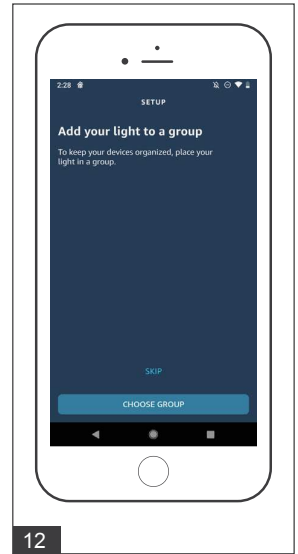 2:28
SETUP
Add your light to a group
To keep your devices organized, place your
light in a group.
SKIP
CHOOSE GROUP
12